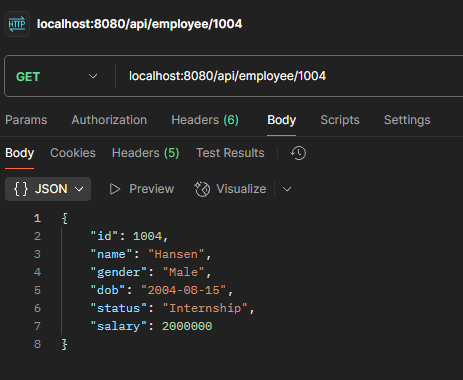 HTTP localhost:8080/api/employee/1004
GET localhost:8080/api/employee/1004
Params Authorization Headers (6) Body Scripts Settings
Body Cookies Headers (5) Test Results
{} JSON Preview Visualize
1 {
2 "id": 1004,
3 "name": "Hansen",
4 "gender": "Male",
5 "dob": "2004-08-15",
6 "status": "Internship",
7 "salary": 2000000
8 }